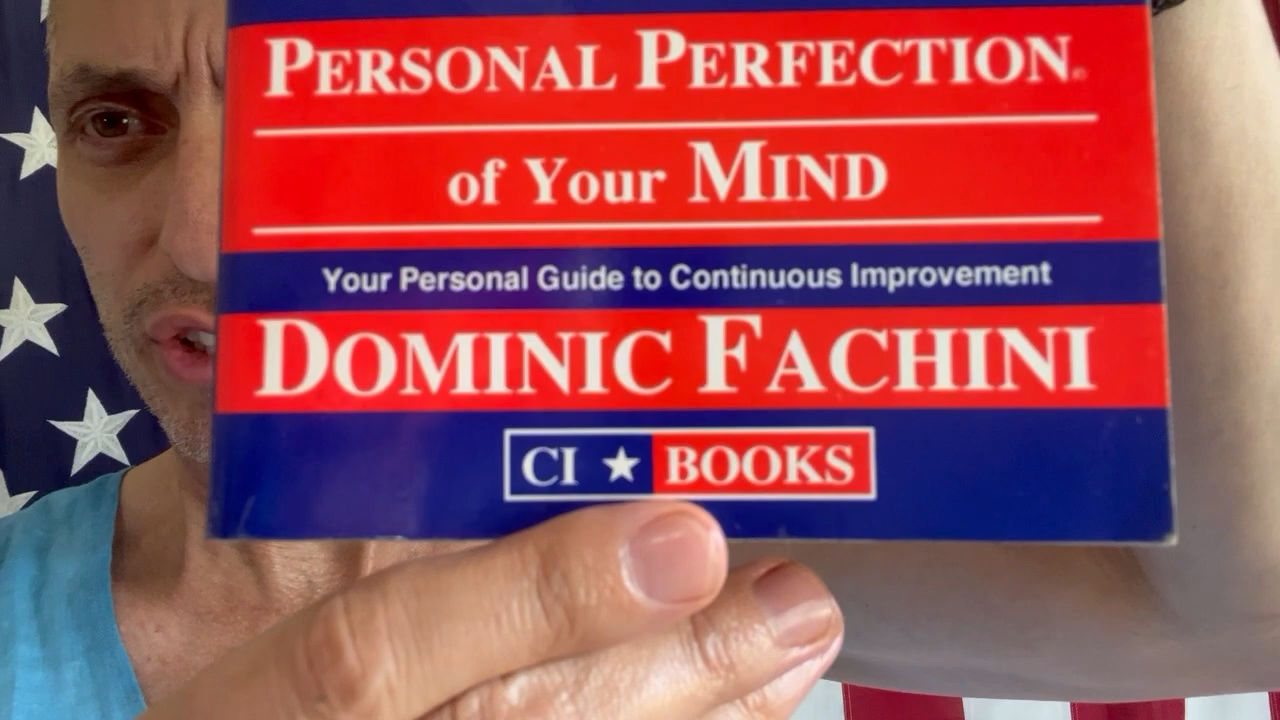 PERSONAL PERFECTION®
of Your MIND
Your Personal Guide to Continuous Improvement
DOMINIC FACHINI
CI ★ BOOKS